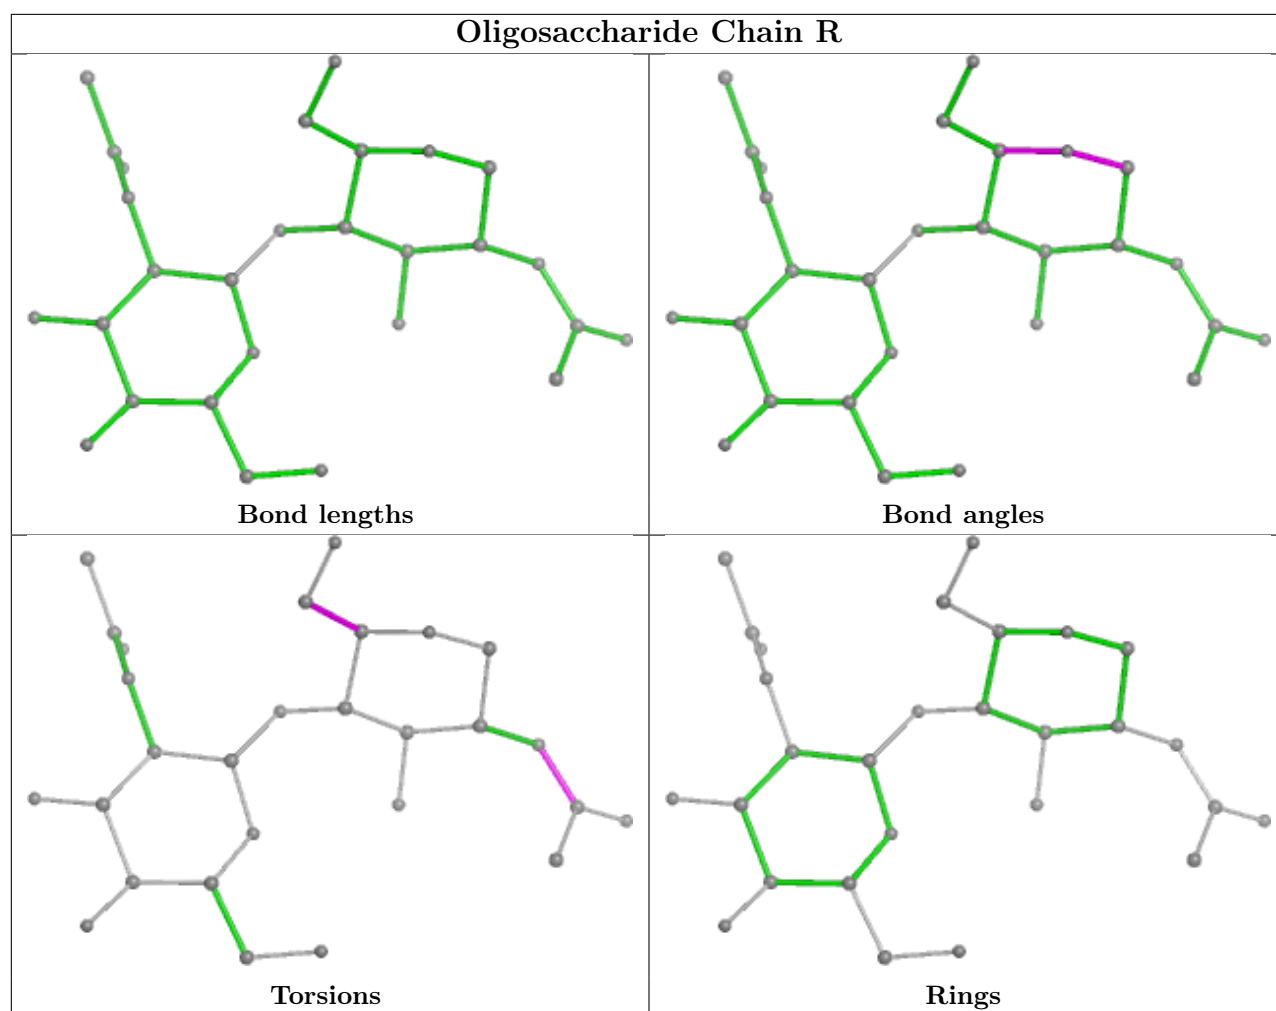 Oligosaccharide Chain R
Bond lengths
Bond angles
Torsions
Rings